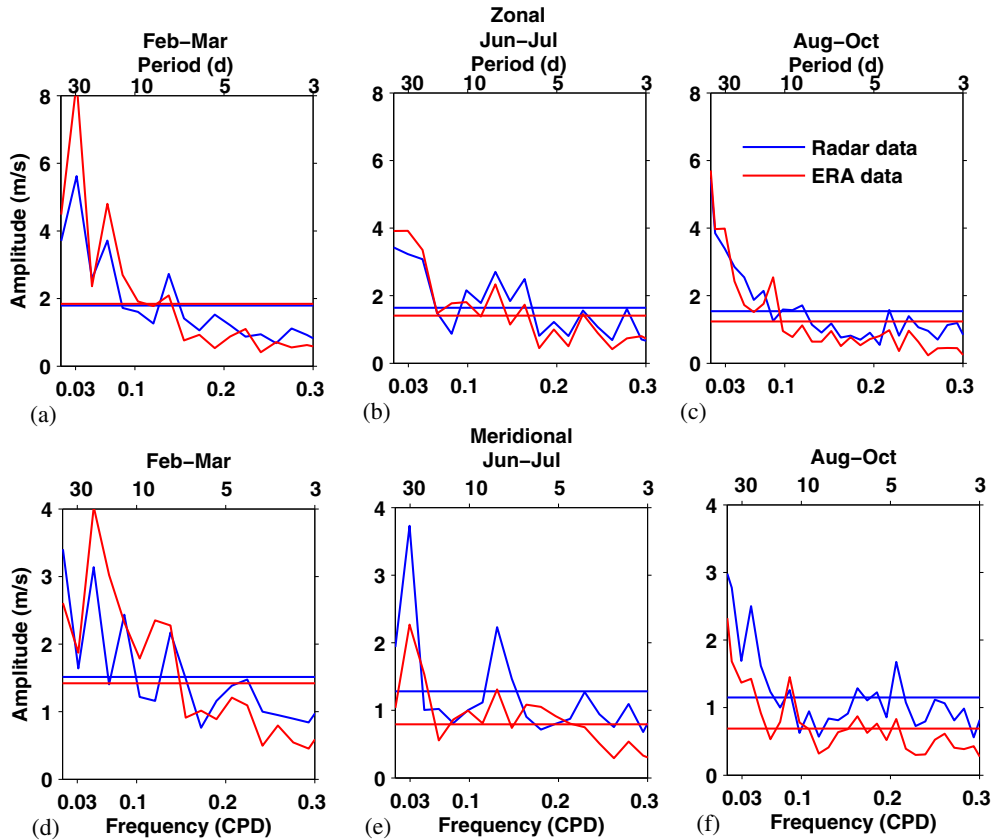 Zonal
Feb–Mar
Jun–Jul
Aug–Oct
Period (d)
Period (d)
Period (d)
30 10 5 3
30 10 5 3
30 10 5 3
Amplitude (m/s)
8
6
4
2
0
8
6
4
2
0
8
6
4
2
0
Radar data
ERA data
0.03 0.1 0.2 0.3
0.03 0.1 0.2 0.3
0.03 0.1 0.2 0.3
(a)
(b)
(c)
Meridional
Feb–Mar
Jun–Jul
Aug–Oct
30 10 5 3
30 10 5 3
30 10 5 3
Amplitude (m/s)
4
3
2
1
0
4
3
2
1
0
4
3
2
1
0
0.03 0.1 0.2 0.3
0.03 0.1 0.2 0.3
0.03 0.1 0.2 0.3
(d)
Frequency (CPD)
(e)
Frequency (CPD)
(f)
Frequency (CPD)